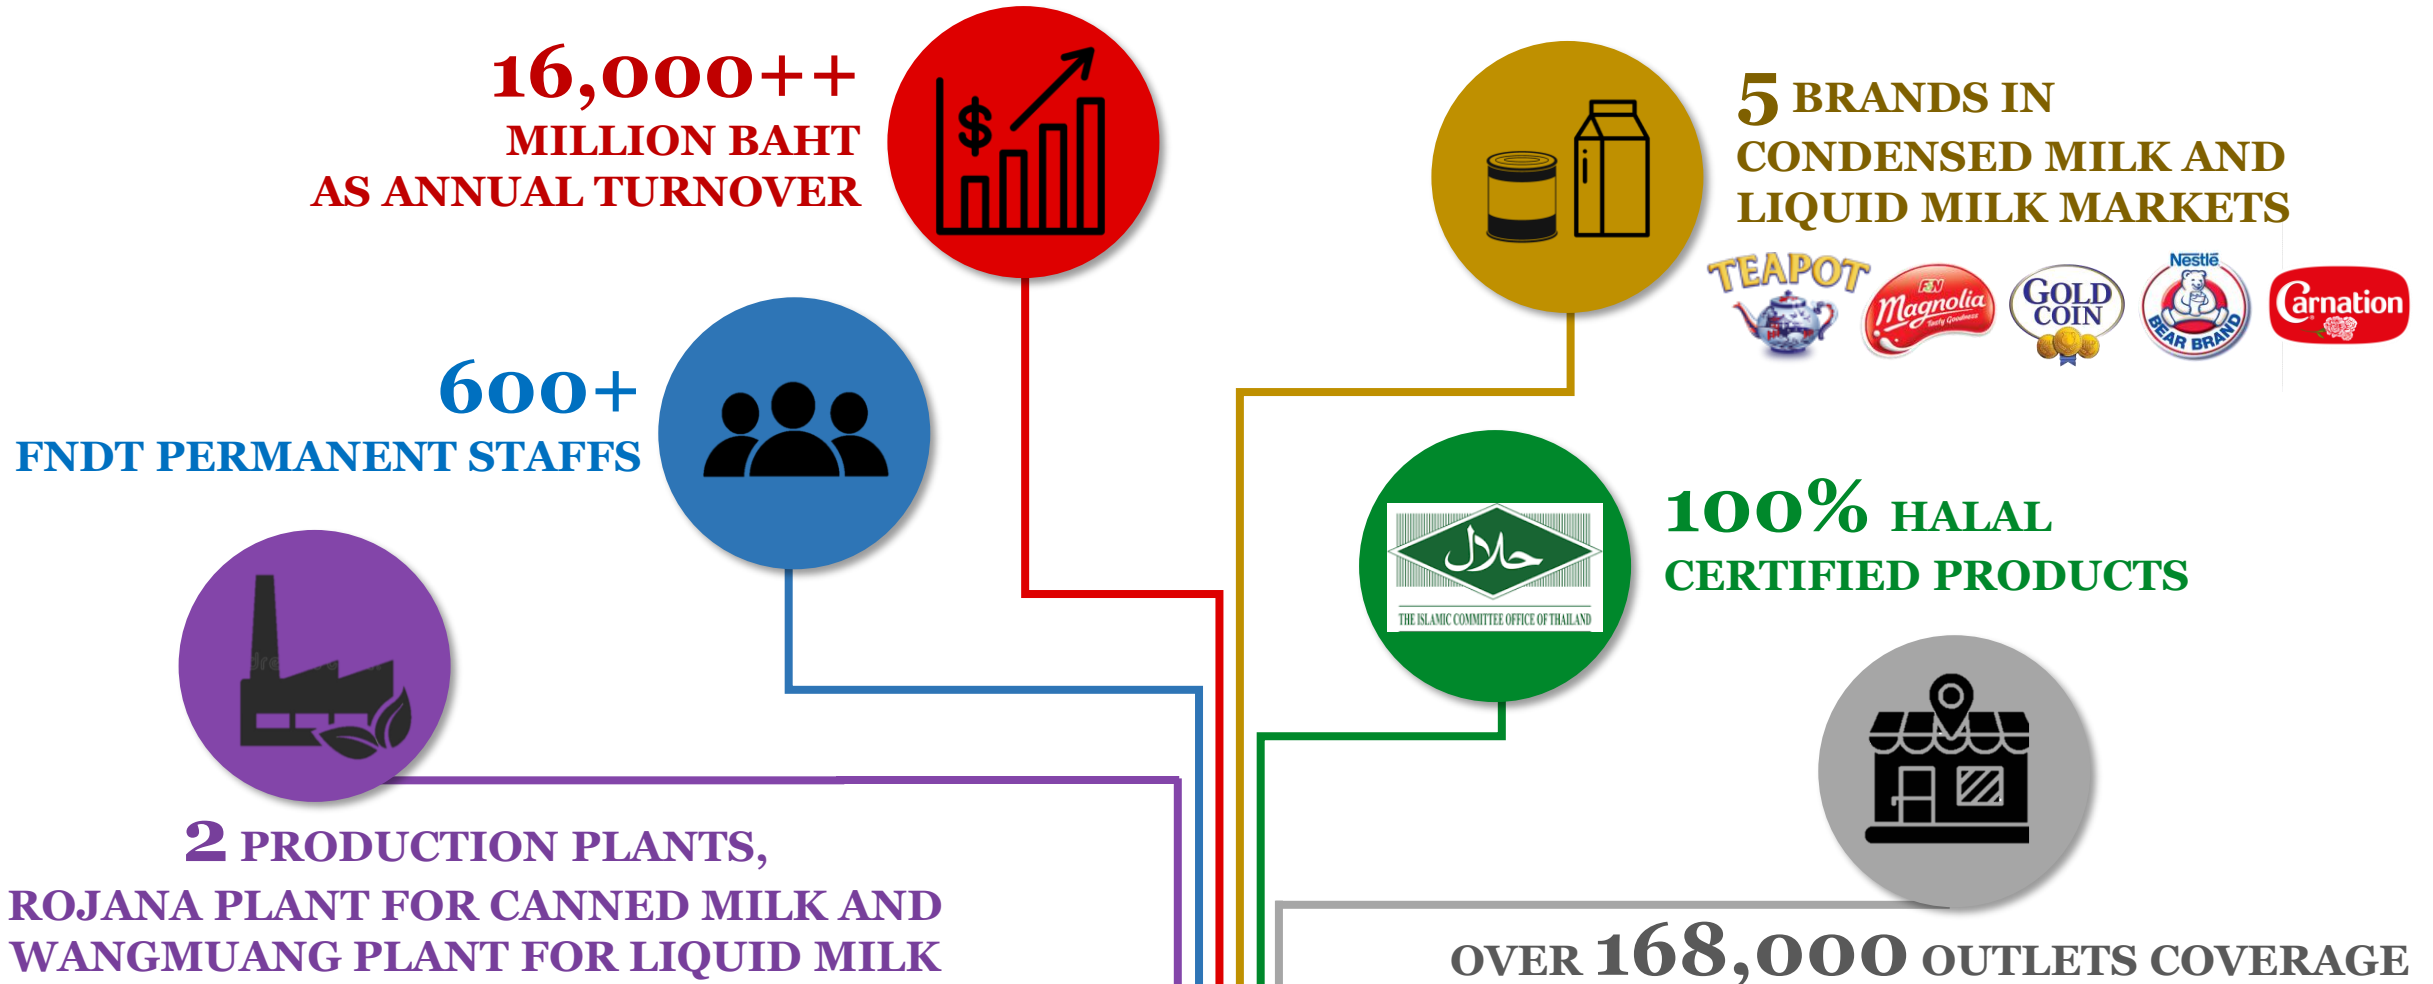 16,000++
MILLION BAHT
AS ANNUAL TURNOVER
5 BRANDS IN
CONDENSED MILK AND
LIQUID MILK MARKETS
TEAPOT
F&N
Magnolia
Tasty Goodness
GOLD
COIN
Nestlé
BEAR BRAND
Carnation
600+
FNDT PERMANENT STAFFS
100% HALAL
CERTIFIED PRODUCTS
حلال
THE ISLAMIC COMMITTEE OFFICE OF THAILAND
2 PRODUCTION PLANTS,
ROJANA PLANT FOR CANNED MILK AND
WANGMUANG PLANT FOR LIQUID MILK
OVER 168,000 OUTLETS COVERAGE